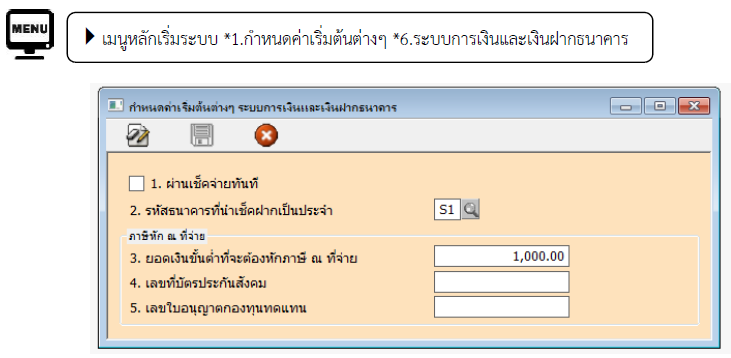 MENU
เมนูหลักเริ่มระบบ *1.กำหนดค่าเริ่มต้นต่างๆ *6.ระบบการเงินและเงินฝากธนาคาร
กำหนดค่าเริ่มต้นต่างๆ ระบบการเงินและเงินฝากธนาคาร
1. ผ่านเช็คจ่ายทันที
2. รหัสธนาคารที่นำเช็คฝากเป็นประจำ S1
ภาษีหัก ณ ที่จ่าย
3. ยอดเงินขั้นต่ำที่จะต้องหักภาษี ณ ที่จ่าย 1,000.00
4. เลขที่บัตรประกันสังคม
5. เลขใบอนุญาตกองทุนทดแทน